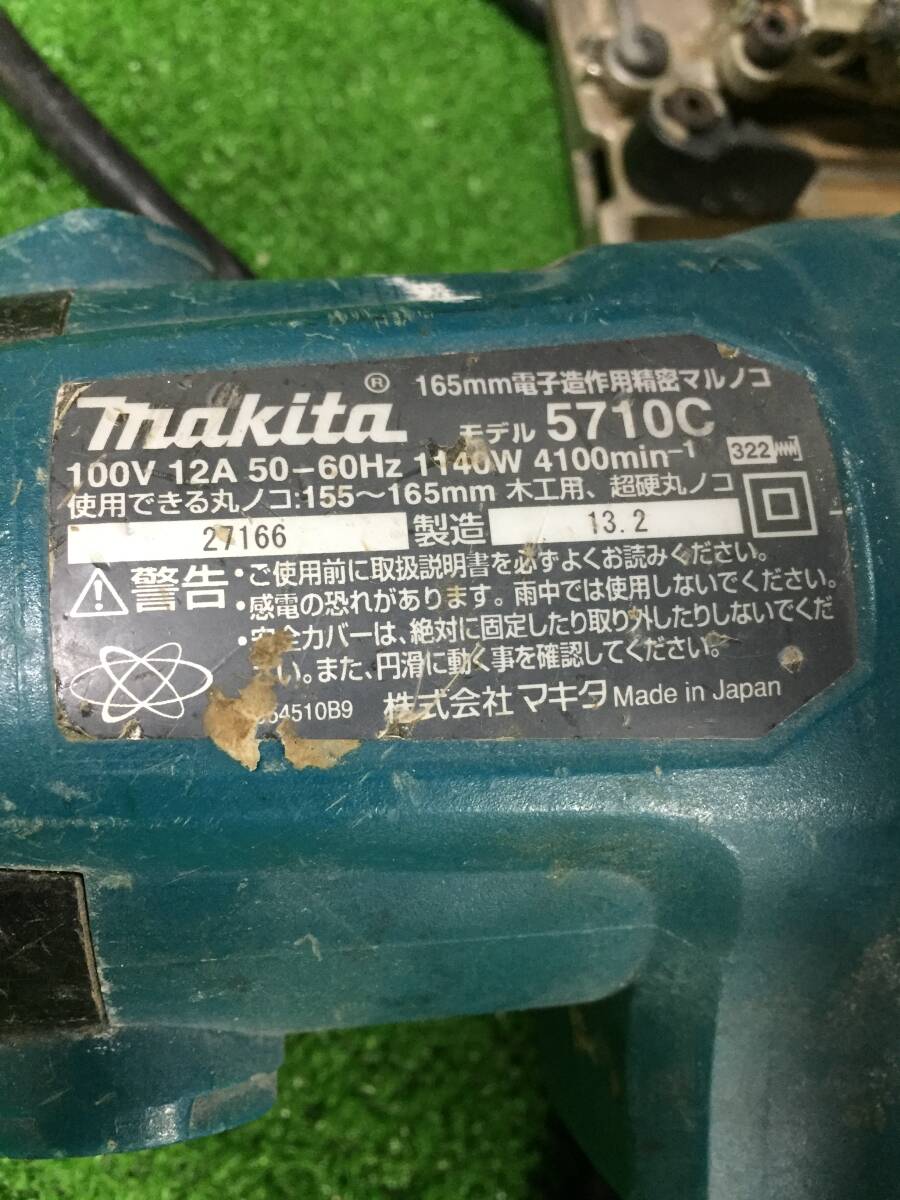 makita®
165mm電子造作用精密マルノコ
モデル 5710C
100V 12A 50-60Hz 1140W 4100min-1
322
使用できる丸ノコ:155～165mm 木工用、超硬丸ノコ
27166 製造 13.2
警告・ご使用前に取扱説明書を必ずよくお読みください。
・感電の恐れがあります。雨中では使用しないでください。
・安全カバーは、絶対に固定したり取り外したりしないでくだ
さい。また、円滑に動く事を確認してください。
54510B9 株式会社マキタ Made in Japan